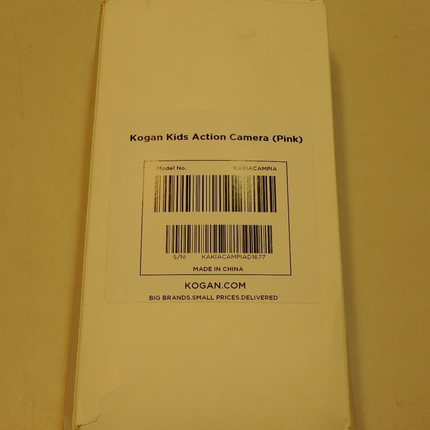 Kogan Kids Action Camera (Pink)
Model No. KAKIACAMPIA
S/N: KAKIACAMPIAD1677
MADE IN CHINA
KOGAN.COM
BIG BRANDS.SMALL PRICES.DELIVERED